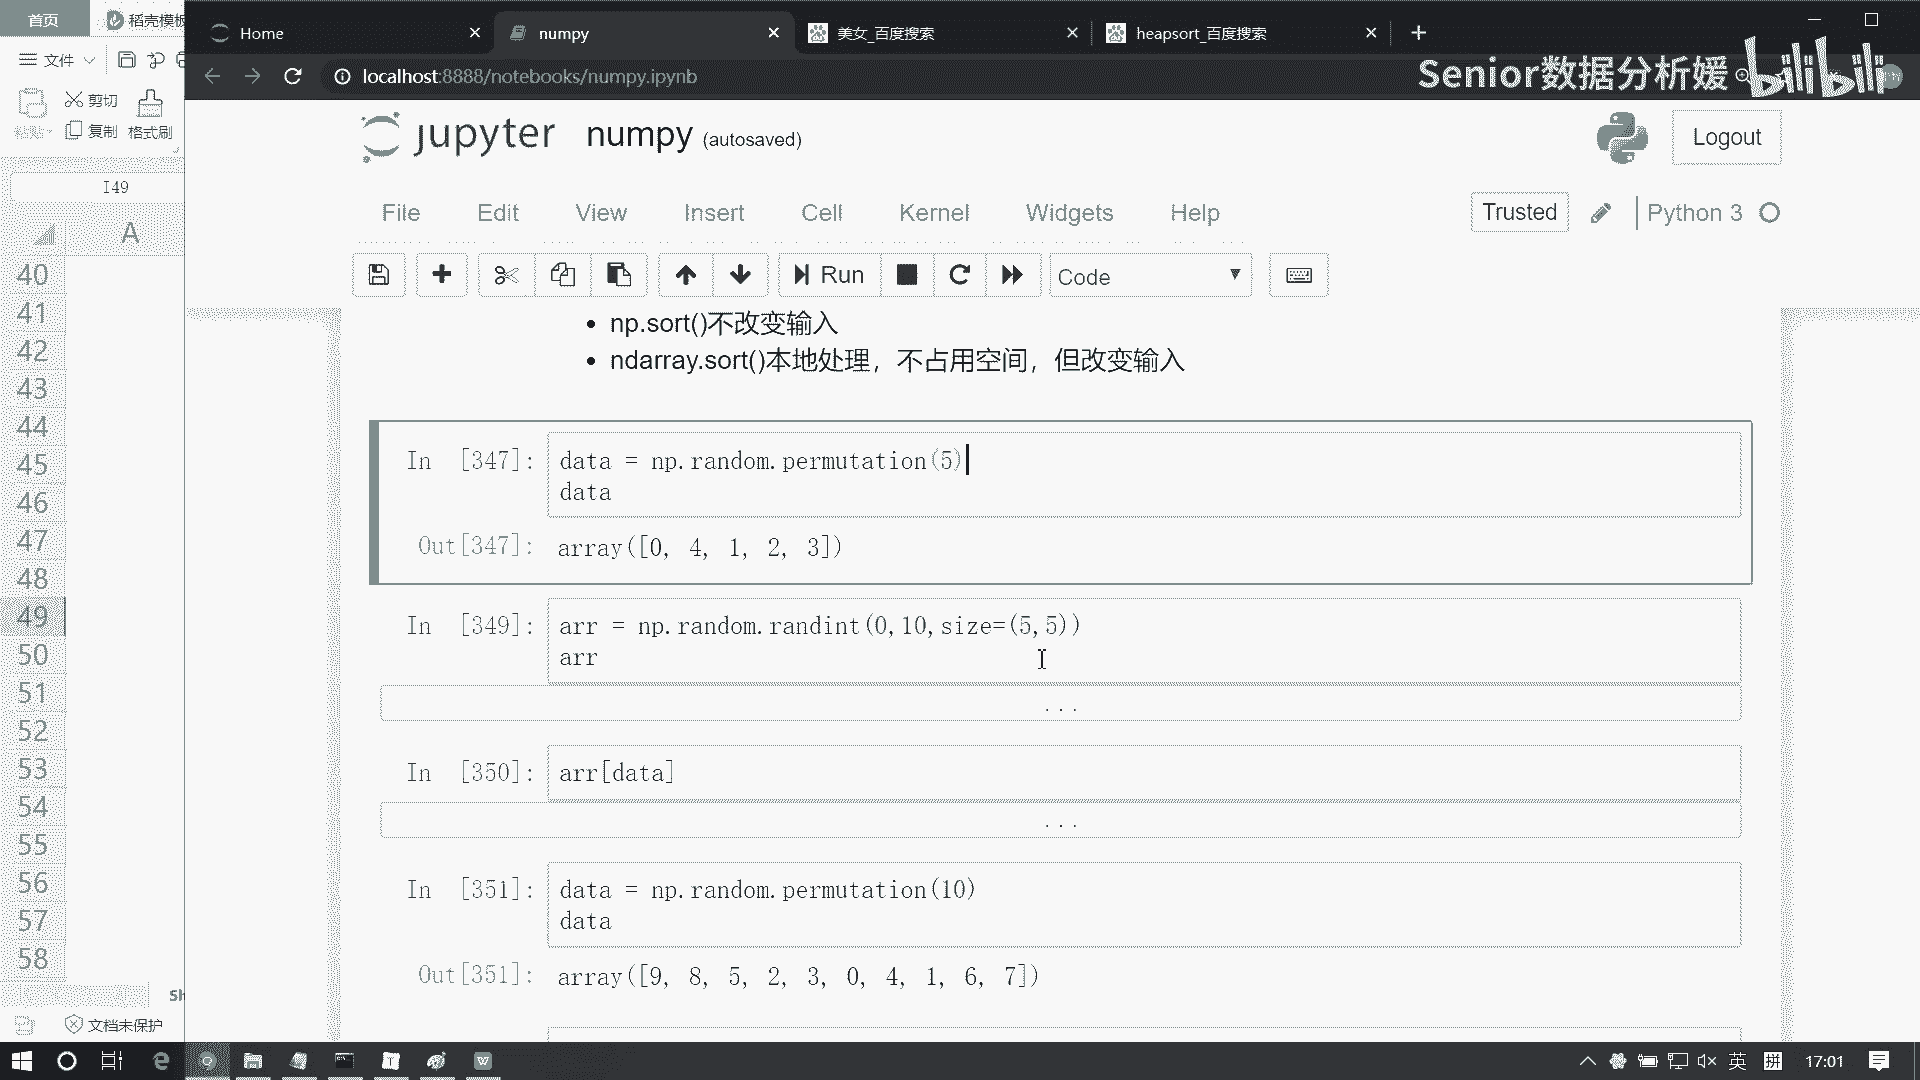 首页
稻壳模板
Home
numpy
美女_百度搜索
heapsort_百度搜索
文件
localhost:8888/notebooks/numpy.ipynb
Senior数据分析媛
bilibili
剪切
粘贴
复制
格式刷
jupyter
numpy (autosaved)
Logout
I49
File
Edit
View
Insert
Cell
Kernel
Widgets
Help
Trusted
Python 3
A
Run
Code
40
41
42
43
44
45
46
47
48
49
50
51
52
53
54
55
56
57
58
np.sort()不改变输入
ndarray.sort()本地处理，不占用空间，但改变输入
In [347]:
data = np.random.permutation(5)
data
Out[347]:
array([0, 4, 1, 2, 3])
In [349]:
arr = np.random.randint(0,10,size=(5,5))
arr
...
In [350]:
arr[data]
...
In [351]:
data = np.random.permutation(10)
data
Out[351]:
array([9, 8, 5, 2, 3, 0, 4, 1, 6, 7])
Sh
文档未保护
英
拼
17:01